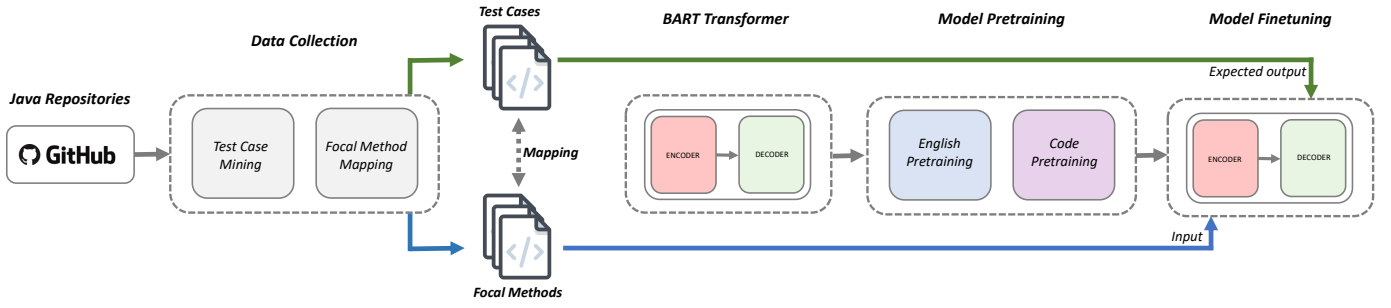 Test Cases
BART Transformer
Model Pretraining
Model Finetuning
Data Collection
Expected output
Java Repositories
GitHub
Test Case
Mining
Focal Method
Mapping
Mapping
ENCODER
DECODER
English
Pretraining
Code
Pretraining
ENCODER
DECODER
Input
Focal Methods